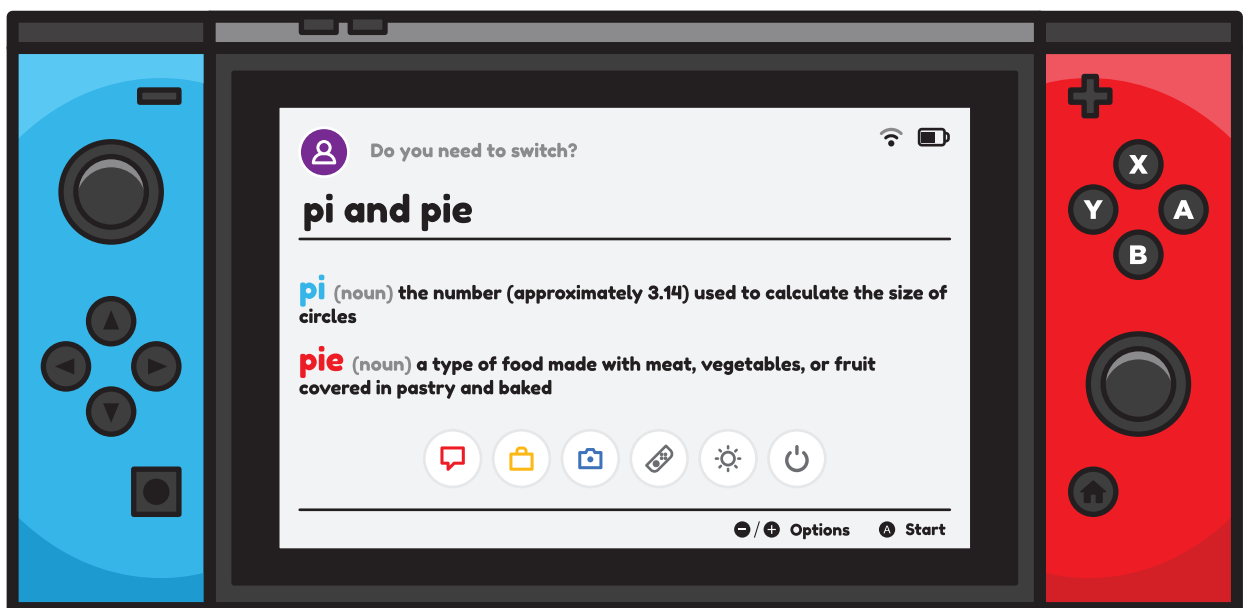 Do you need to switch?
pi and pie
pi (noun) the number (approximately 3.14) used to calculate the size of
circles
pie (noun) a type of food made with meat, vegetables, or fruit
covered in pastry and baked
X
Y A
B
-/+ Options A Start